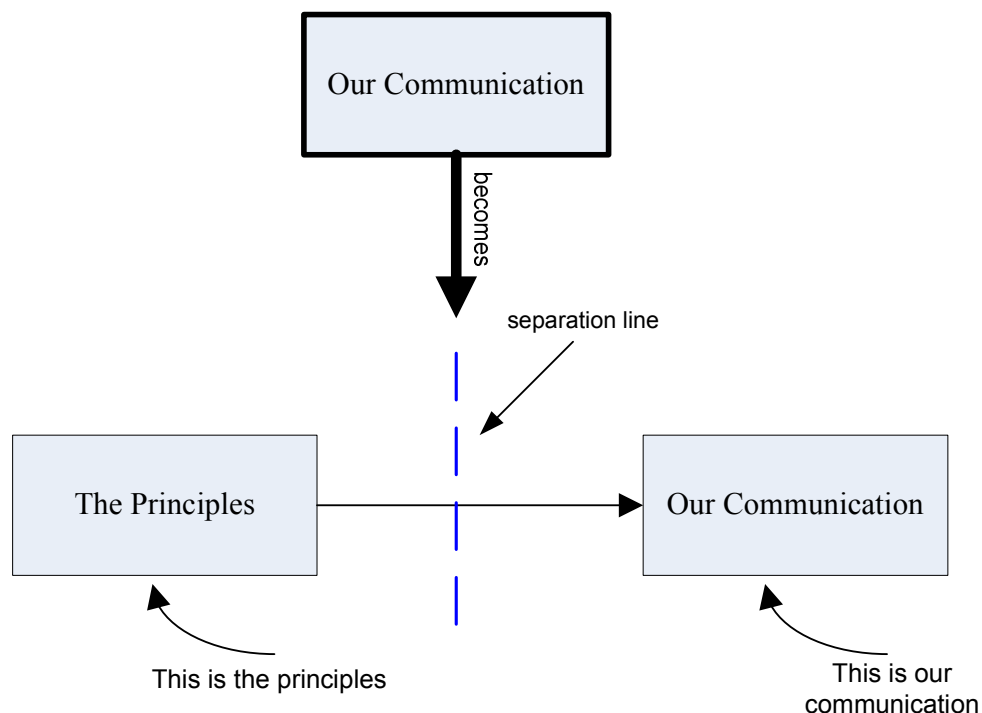 Our Communication
becomes
separation line
The Principles
Our Communication
This is the principles
This is our
communication